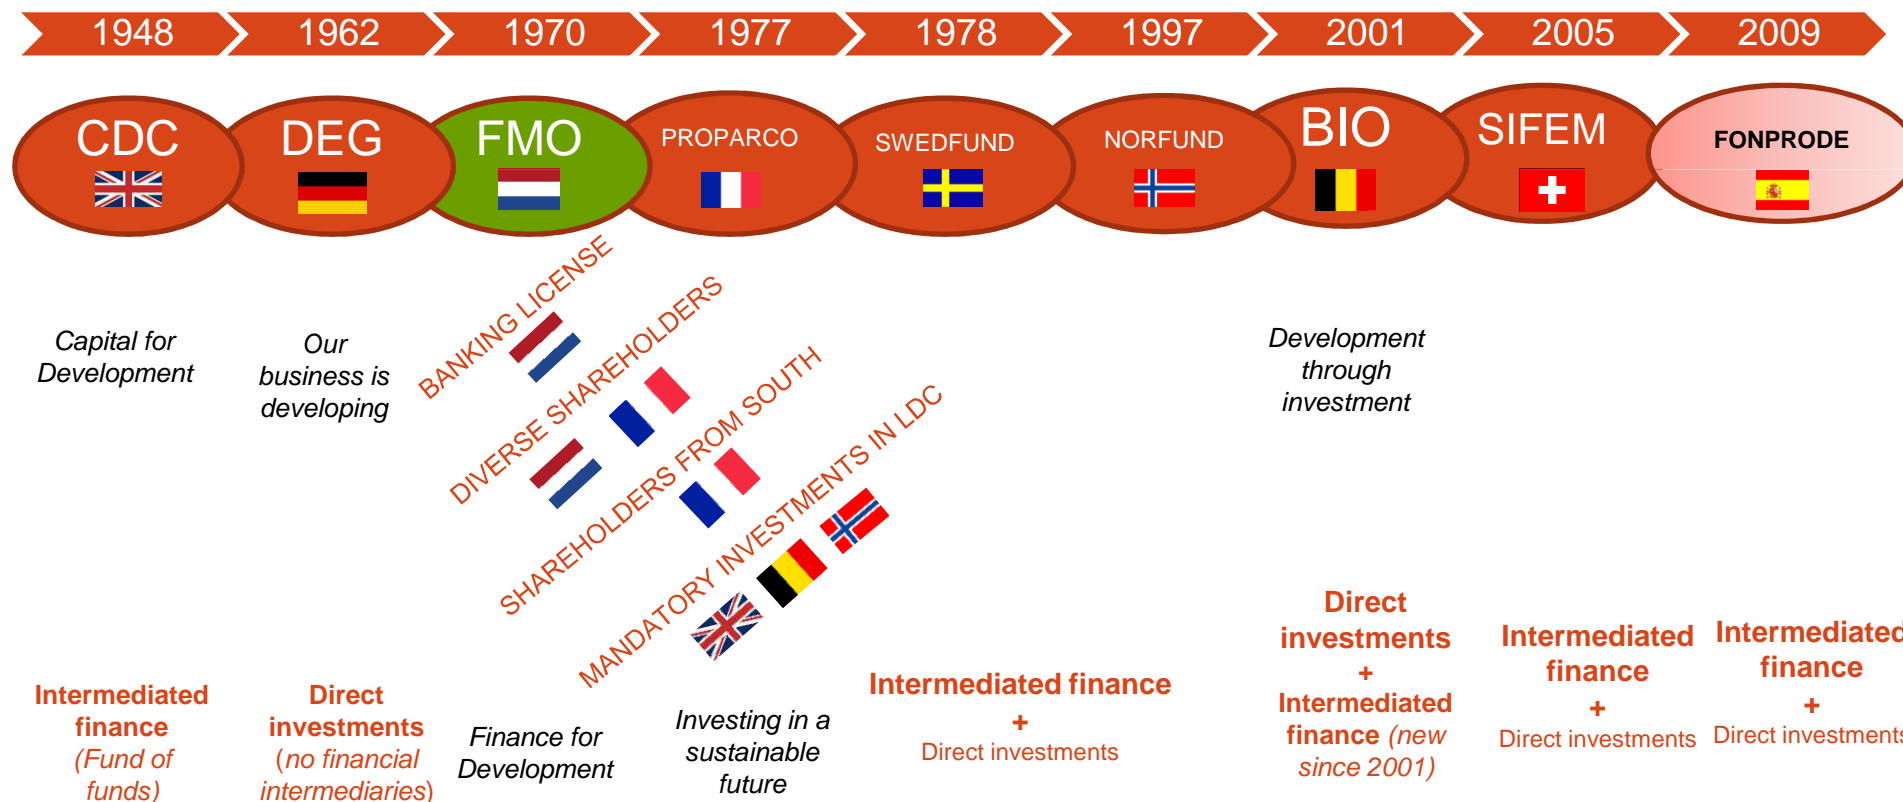 1948
1962
1970
1977
1978
1997
2001
2005
2009
CDC
DEG
FMO
PROPARCO
SWEDFUND
NORFUND
BIO
SIFEM
FONPRODE
Capital for
Development
Our
business is
developing
BANKING LICENSE
DIVERSE SHAREHOLDERS
SHAREHOLDERS FROM SOUTH
MANDATORY INVESTMENTS IN LDC
Development
through
investment
Intermediated
finance
(Fund of
funds)
Direct
investments
(no financial
intermediaries)
Finance for
Development
Investing in a
sustainable
future
Intermediated finance
+
Direct investments
Direct
investments
+
Intermediated
finance (new
since 2001)
Intermediated
finance
+
Direct investments
Intermediated
finance
+
Direct investments